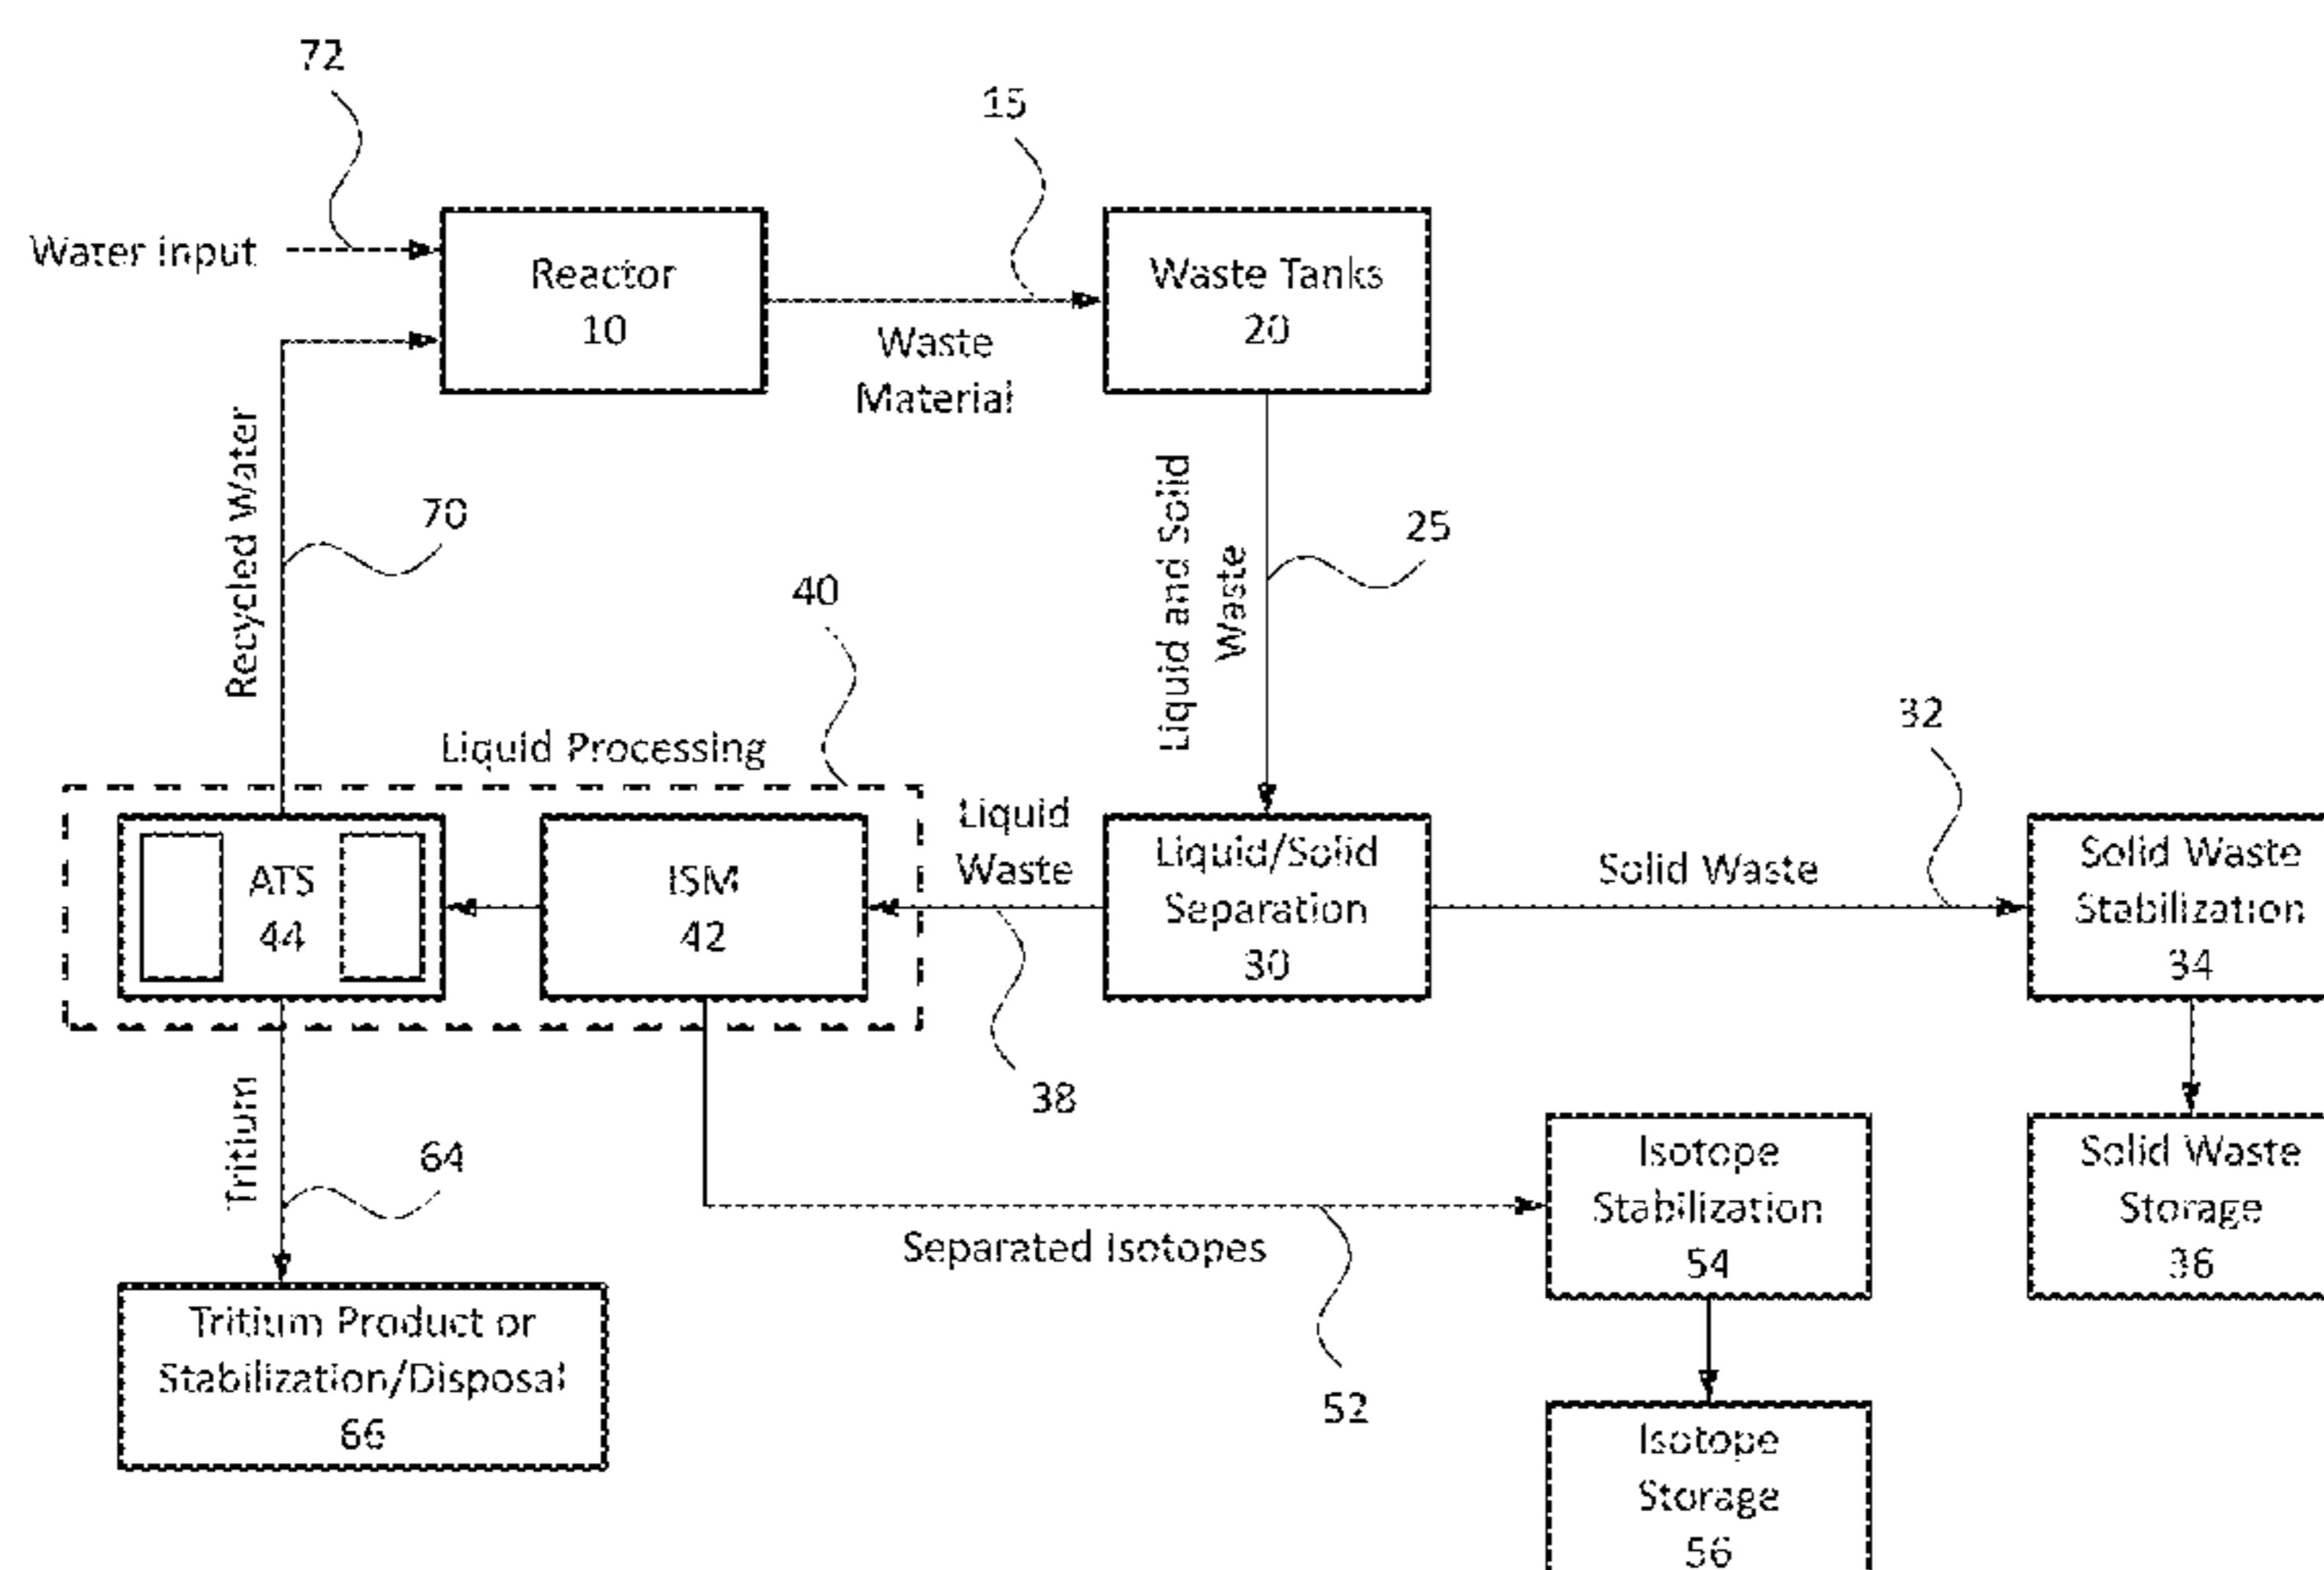 72
15
Water input
Reactor
10
Waste
Material
Waste Tanks
20
Recycled Water
70
Liquid and Solid
Waste
25
40
Liquid Processing
ATS
44
ISM
42
Liquid
Waste
38
Liquid/Solid
Separation
30
Solid Waste
32
Solid Waste
Stabilization
34
Solid Waste
Storage
36
Tritium
64
Tritium Product or
Stabilization/Disposal
66
Separated Isotopes
52
Isotope
Stabilization
54
Isotope
Storage
56